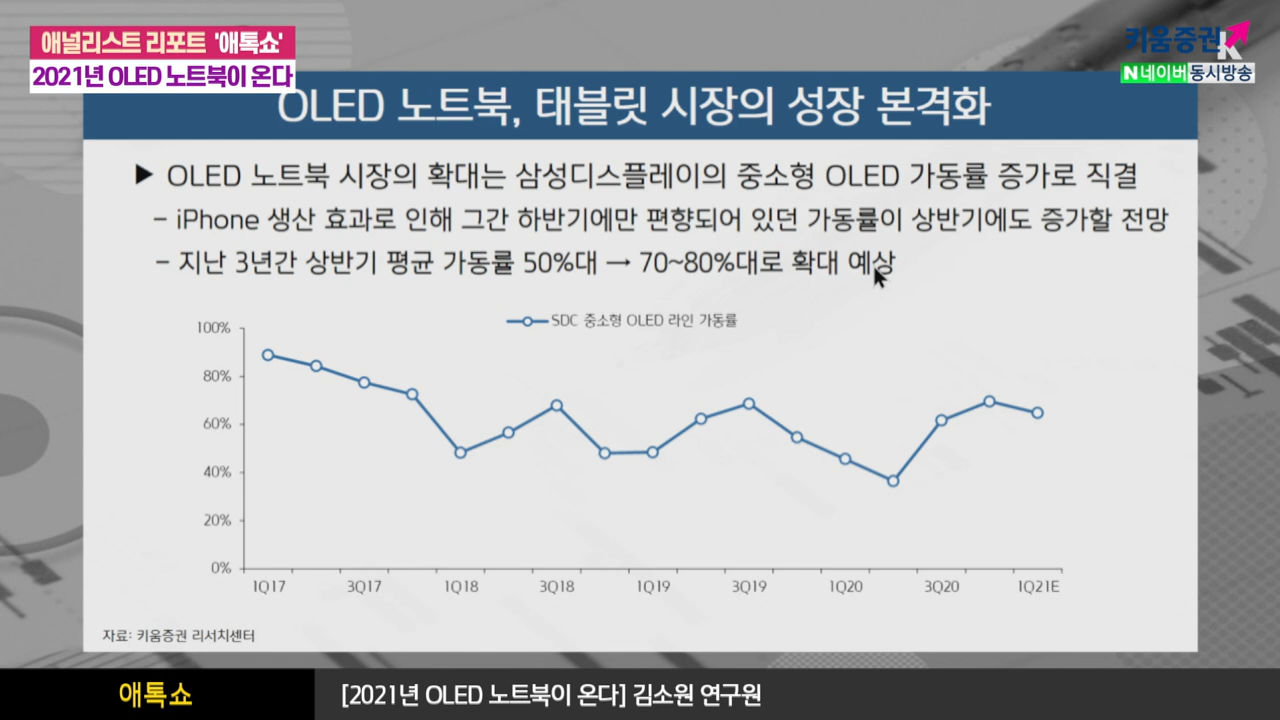 애널리스트 리포트 '애톡쇼'
2021년 OLED 노트북이 온다
키움증권
N 네이버 동시방송
OLED 노트북, 태블릿 시장의 성장 본격화
▶ OLED 노트북 시장의 확대는 삼성디스플레이의 중소형 OLED 가동률 증가로 직결
– iPhone 생산 효과로 인해 그간 하반기에만 편향되어 있던 가동률이 상반기에도 증가할 전망
– 지난 3년간 상반기 평균 가동률 50%대 → 70~80%대로 확대 예상
SDC 중소형 OLED 라인 가동률
100%
80%
60%
40%
20%
0%
1Q17 3Q17 1Q18 3Q18 1Q19 3Q19 1Q20 3Q20 1Q21E
자료: 키움증권 리서치센터
애톡쇼
[2021년 OLED 노트북이 온다] 김소원 연구원